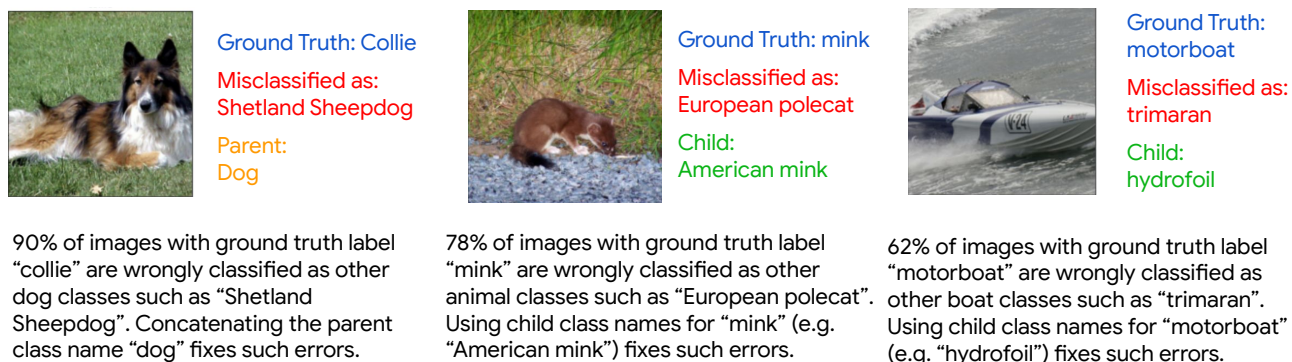 Ground Truth: Collie
Misclassified as:
Shetland Sheepdog
Parent:
Dog
90% of images with ground truth label
“collie” are wrongly classified as other
dog classes such as “Shetland
Sheepdog”. Concatenating the parent
class name “dog” fixes such errors.
Ground Truth: mink
Misclassified as:
European polecat
Child:
American mink
78% of images with ground truth label
“mink” are wrongly classified as other
animal classes such as “European polecat”.
Using child class names for “mink” (e.g.
“American mink”) fixes such errors.
Ground Truth:
motorboat
Misclassified as:
trimaran
Child:
hydrofoil
V-24
62% of images with ground truth label
“motorboat” are wrongly classified as
other boat classes such as “trimaran”.
Using child class names for “motorboat”
(e.g. “hydrofoil”) fixes such errors.